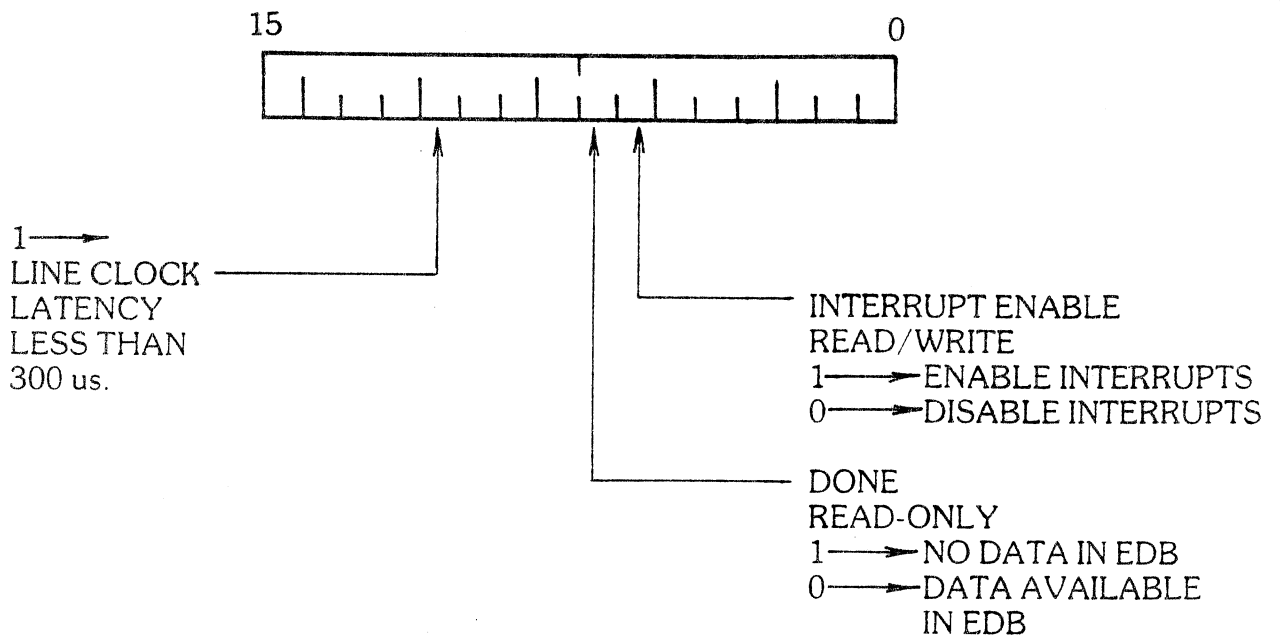 15 0
1
LINE CLOCK
LATENCY
LESS THAN
300 us.
INTERRUPT ENABLE
READ/WRITE
1 ENABLE INTERRUPTS
0 DISABLE INTERRUPTS
DONE
READ-ONLY
1 NO DATA IN EDB
0 DATA AVAILABLE
IN EDB